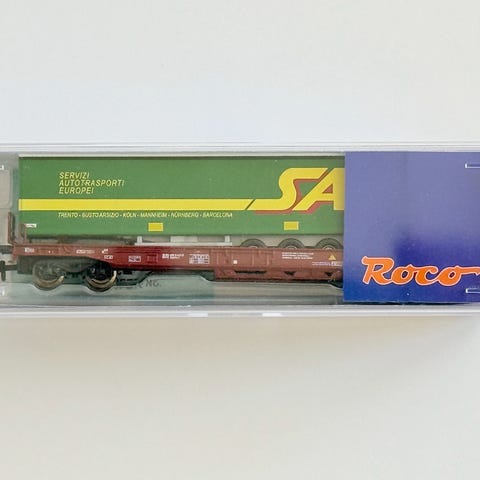 SERVIZI
AUTOTRASPORTI
EUROPEI
SA
TRENTO - BUSTO ARSIZIO - KÖLN - MANNHEIM - NÜRNBERG - BARCELONA
Roco